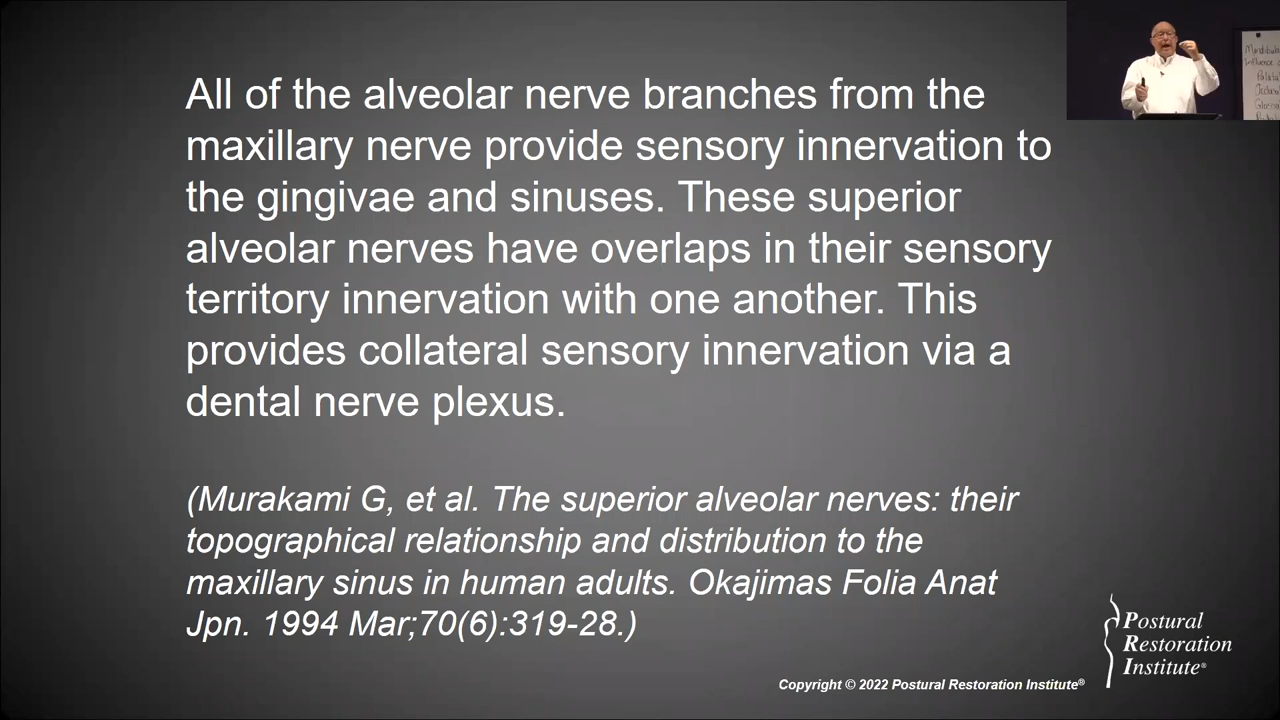 All of the alveolar nerve branches from the
maxillary nerve provide sensory innervation to
the gingivae and sinuses. These superior
alveolar nerves have overlaps in their sensory
territory innervation with one another. This
provides collateral sensory innervation via a
dental nerve plexus.
(Murakami G, et al. The superior alveolar nerves: their
topographical relationship and distribution to the
maxillary sinus in human adults. Okajimas Folia Anat
Jpn. 1994 Mar;70(6):319-28.)
Postural
Restoration
Institute®
Copyright © 2022 Postural Restoration Institute®